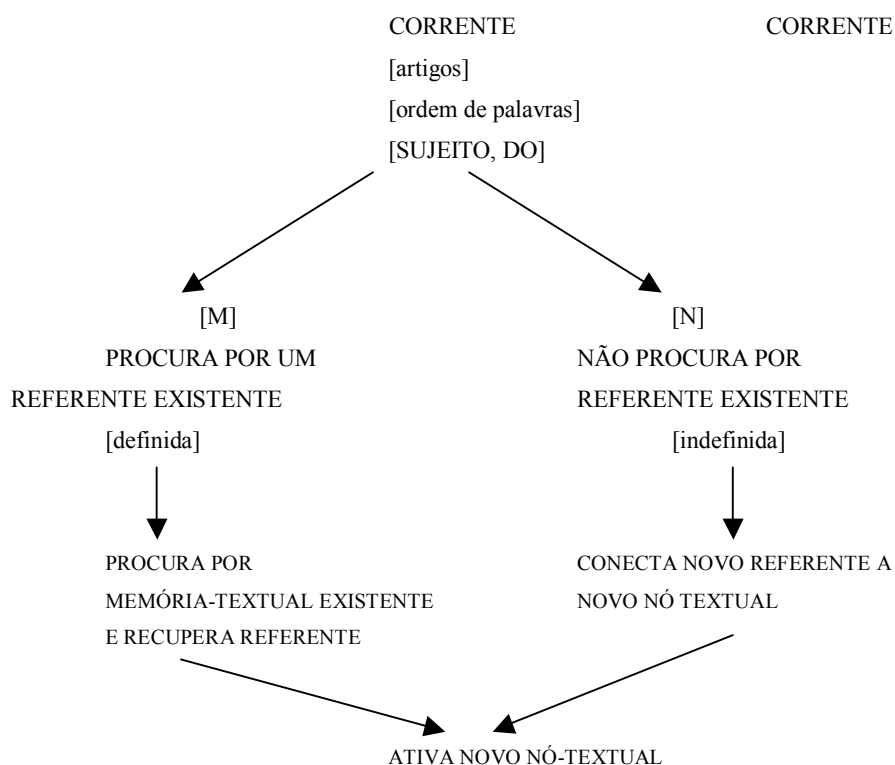 CORRENTE CORRENTE
[artigos]
[ordem de palavras]
[SUJEITO, DO]
[M]
PROCURA POR UM
REFERENTE EXISTENTE
[definida]
[N]
NÃO PROCURA POR
REFERENTE EXISTENTE
[indefinida]
PROCURA POR
MEMÓRIA-TEXTUAL EXISTENTE
E RECUPERA REFERENTE
CONECTA NOVO REFERENTE A
NOVO NÓ TEXTUAL
ATIVA NOVO NÓ-TEXTUAL